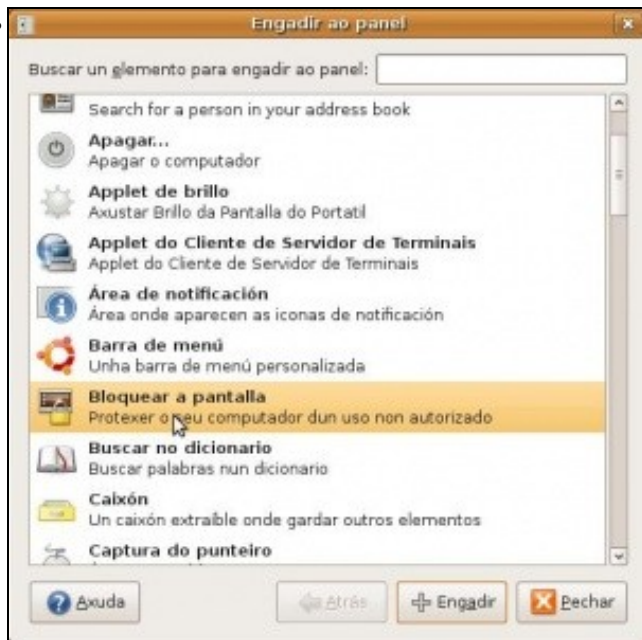 Engadir ao panel
Buscar un elemento para engadir ao panel:
Search for a person in your address book
Apagar...
Apagar o computador
Applet de brillo
Axustar Brillo da Pantalla do Portatil
Applet do Cliente de Servidor de Terminais
Applet do Cliente de Servidor de Terminais
Área de notificación
Área onde aparecen as iconas de notificación
Barra de menú
Unha barra de menú personalizada
Bloquear a pantalla
Protexer o seu computador dun uso non autorizado
Buscar no dicionario
Buscar palabras nun dicionario
Caixón
Un caixón extraíble onde gardar outros elementos
Captura do punteiro
Axuda Atrás Engadir Pechar